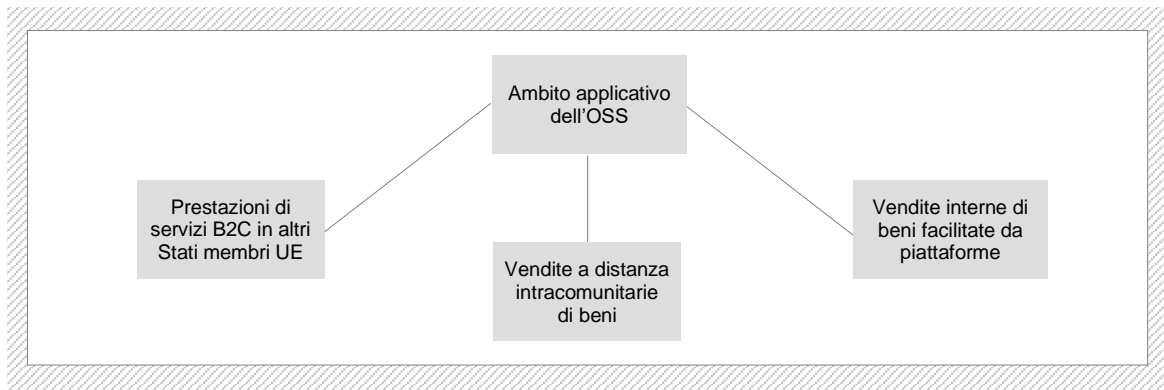 Ambito applicativo
dell’OSS
Prestazioni di
servizi B2C in altri
Stati membri UE
Vendite a distanza
intracomunitarie
di beni
Vendite interne di
beni facilitate da
piattaforme